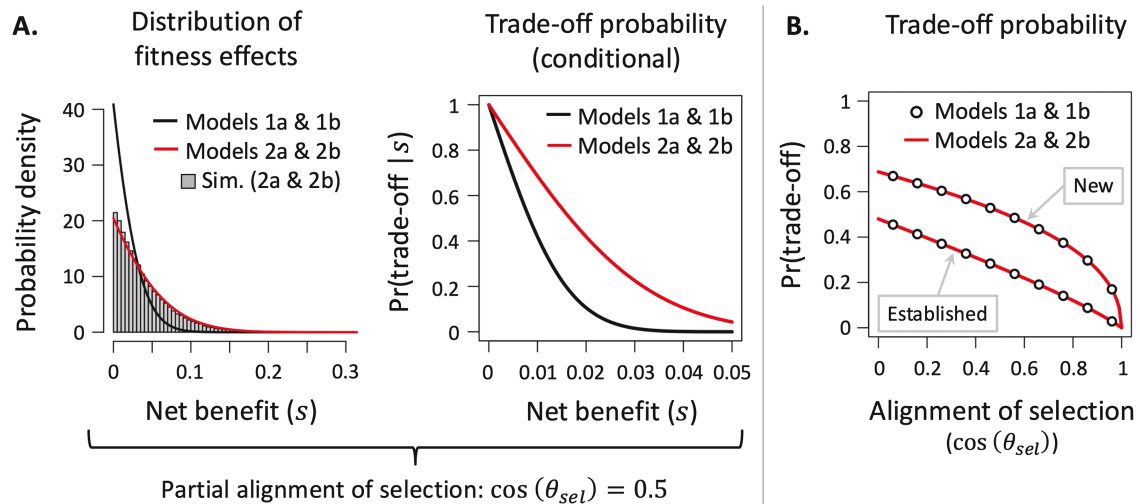 A.
Distribution of
fitness effects
Probability density
40
30
20
10
0
Models 1a & 1b
Models 2a & 2b
Sim. (2a & 2b)
0
0.1
0.2
0.3
Net benefit (s)
Trade-off probability
(conditional)
Pr(trade-off | s)
1
0.8
0.6
0.4
0.2
0
Models 1a & 1b
Models 2a & 2b
0
0.01
0.02
0.03
0.04
0.05
Net benefit (s)
Partial alignment of selection: cos (θsel) = 0.5
B.
Trade-off probability
Pr(trade-off)
1
0.8
0.6
0.4
0.2
0
Models 1a & 1b
Models 2a & 2b
New
Established
0
0.2
0.4
0.6
0.8
1
Alignment of selection
(cos (θsel))